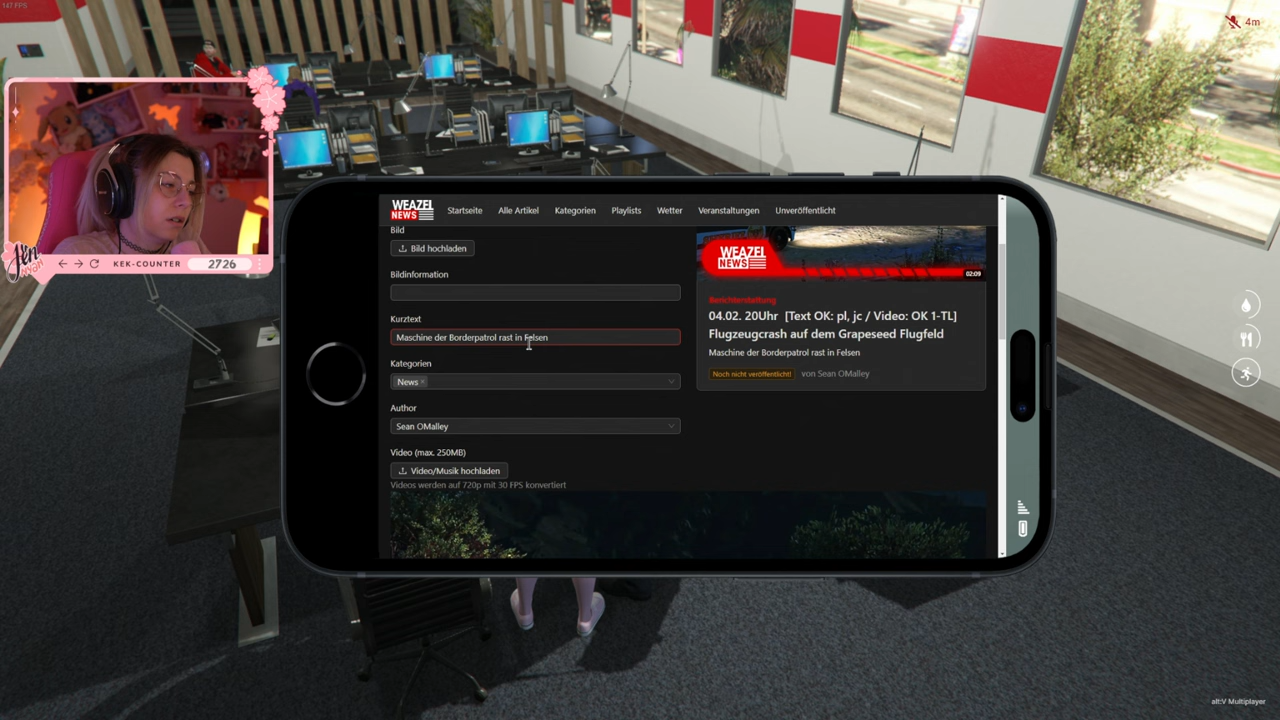 147 FPS
4m
Jen
nyan
KEK-COUNTER 2726
WEAZEL
NEWS
Startseite Alle Artikel Kategorien Playlists Wetter Veranstaltungen Unveröffentlicht
Bild
Bild hochladen
Bildinformation
Kurztext
Maschine der Borderpatrol rast in Felsen
Kategorien
News
Author
Sean OMalley
Video (max. 250MB)
Video/Musik hochladen
Videos werden auf 720p mit 30 FPS konvertiert
WEAZEL
NEWS
02:09
Berichterstattung
04.02. 20Uhr [Text OK: pl, jc / Video: OK 1-TL]
Flugzeugcrash auf dem Grapeseed Flugfeld
Maschine der Borderpatrol rast in Felsen
Noch nicht veröffentlicht! von Sean OMalley
alt:V Multiplayer